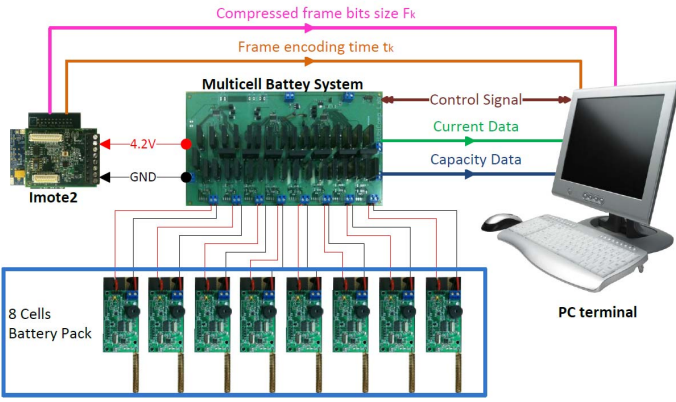 Compressed frame bits size Fk
Frame encoding time tk
Multicell Battey System
Control Signal
4.2V
Current Data
GND
Capacity Data
Imote2
8 Cells
Battery Pack
PC terminal